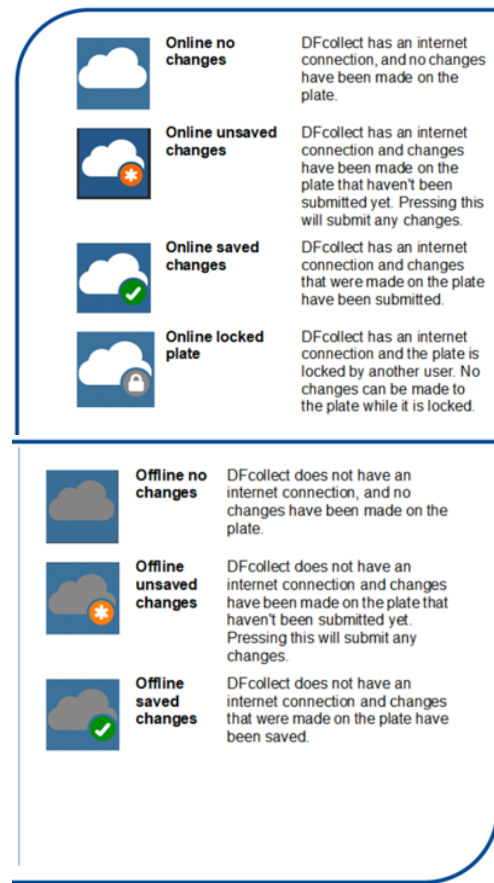 Online no
changes
DFcollect has an internet
connection, and no changes
have been made on the
plate.
Online unsaved
changes
DFcollect has an internet
connection and changes
have been made on the
plate that haven't been
submitted yet. Pressing this
will submit any changes.
Online saved
changes
DFcollect has an internet
connection and changes
that were made on the plate
have been submitted.
Online locked
plate
DFcollect has an internet
connection and the plate is
locked by another user. No
changes can be made to
the plate while it is locked.
Offline no
changes
DFcollect does not have an
internet connection, and no
changes have been made on the
plate.
Offline
unsaved
changes
DFcollect does not have an
internet connection and changes
have been made on the plate that
haven't been submitted yet.
Pressing this will submit any
changes.
Offline
saved
changes
DFcollect does not have an
internet connection and changes
that were made on the plate have
been saved.